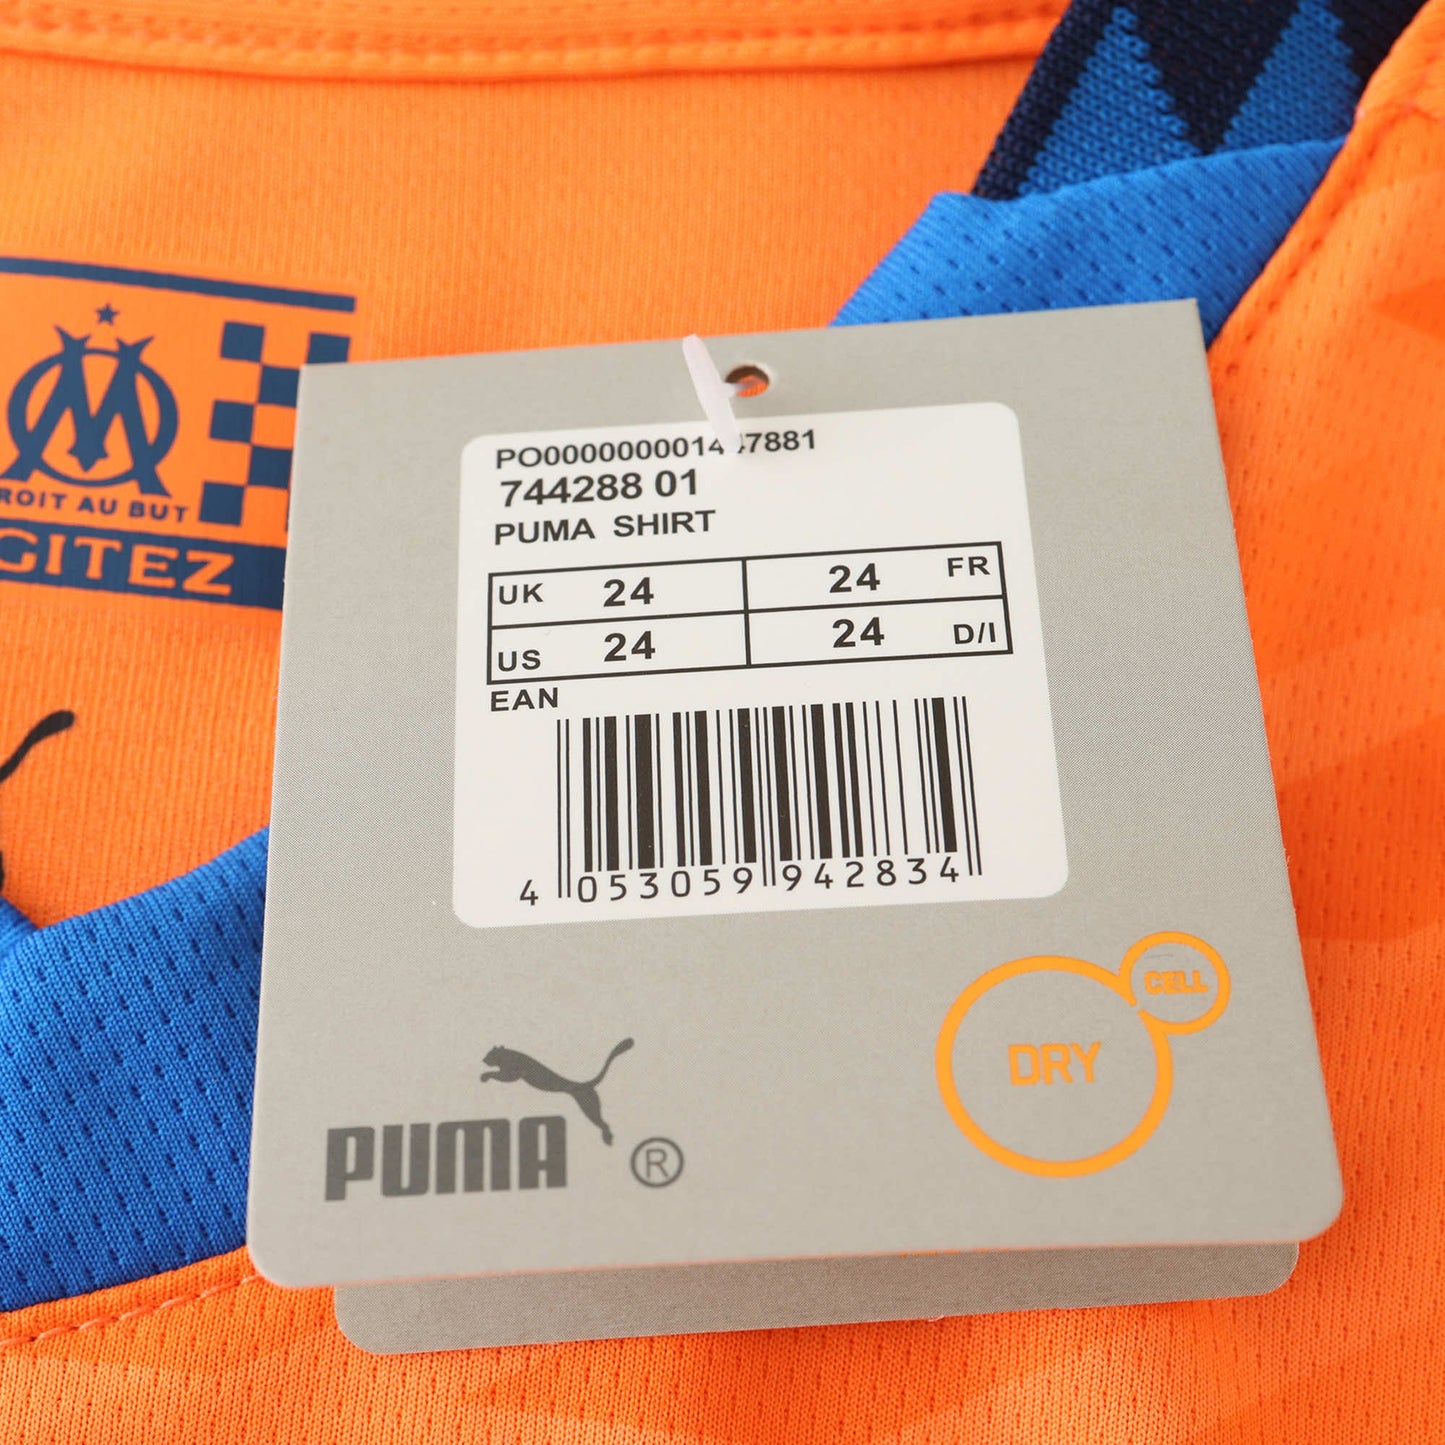 ROIT AU BUT
GITEZ
744288 01
PUMA SHIRT
UK 24 24 FR
US 24 24 D/I
EAN
4 053059 942834
CELL
DRY
PUMA ®